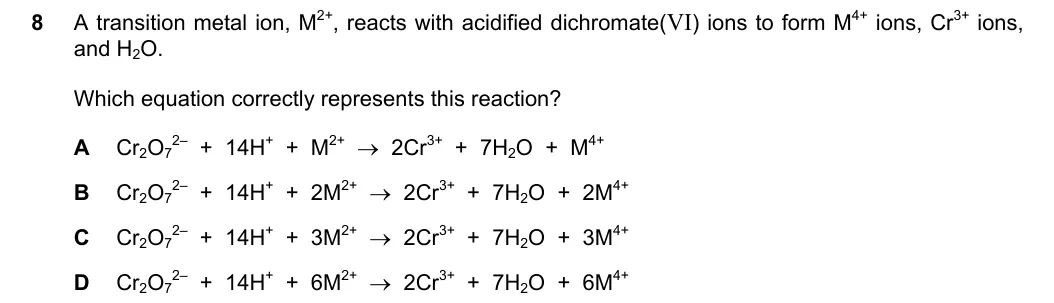 8 A transition metal ion, M²⁺, reacts with acidified dichromate(VI) ions to form M⁴⁺ ions, Cr³⁺ ions,
and H₂O.
Which equation correctly represents this reaction?
A Cr₂O₇²⁻ + 14H⁺ + M²⁺ → 2Cr³⁺ + 7H₂O + M⁴⁺
B Cr₂O₇²⁻ + 14H⁺ + 2M²⁺ → 2Cr³⁺ + 7H₂O + 2M⁴⁺
C Cr₂O₇²⁻ + 14H⁺ + 3M²⁺ → 2Cr³⁺ + 7H₂O + 3M⁴⁺
D Cr₂O₇²⁻ + 14H⁺ + 6M²⁺ → 2Cr³⁺ + 7H₂O + 6M⁴⁺